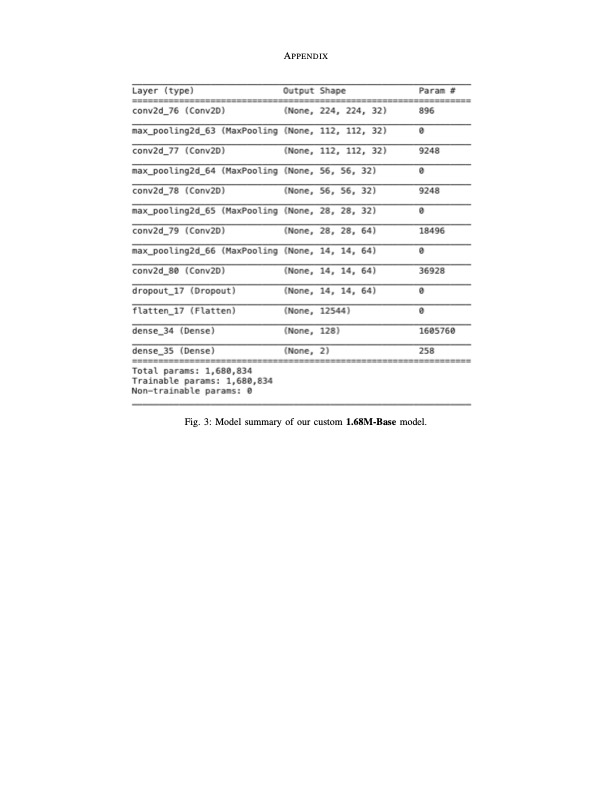 APPENDIX
Layer (type) Output Shape Param #
conv2d_76 (Conv2D) (None, 224, 224, 32) 896
max_pooling2d_63 (MaxPooling (None, 112, 112, 32) 0
conv2d_77 (Conv2D) (None, 112, 112, 32) 9248
max_pooling2d_64 (MaxPooling (None, 56, 56, 32) 0
conv2d_78 (Conv2D) (None, 56, 56, 32) 9248
max_pooling2d_65 (MaxPooling (None, 28, 28, 32) 0
conv2d_79 (Conv2D) (None, 28, 28, 64) 18496
max_pooling2d_66 (MaxPooling (None, 14, 14, 64) 0
conv2d_80 (Conv2D) (None, 14, 14, 64) 36928
dropout_17 (Dropout) (None, 14, 14, 64) 0
flatten_17 (Flatten) (None, 12544) 0
dense_34 (Dense) (None, 128) 1605760
dense_35 (Dense) (None, 2) 258
Total params: 1,680,834
Trainable params: 1,680,834
Non-trainable params: 0
Fig. 3: Model summary of our custom 1.68M-Base model.